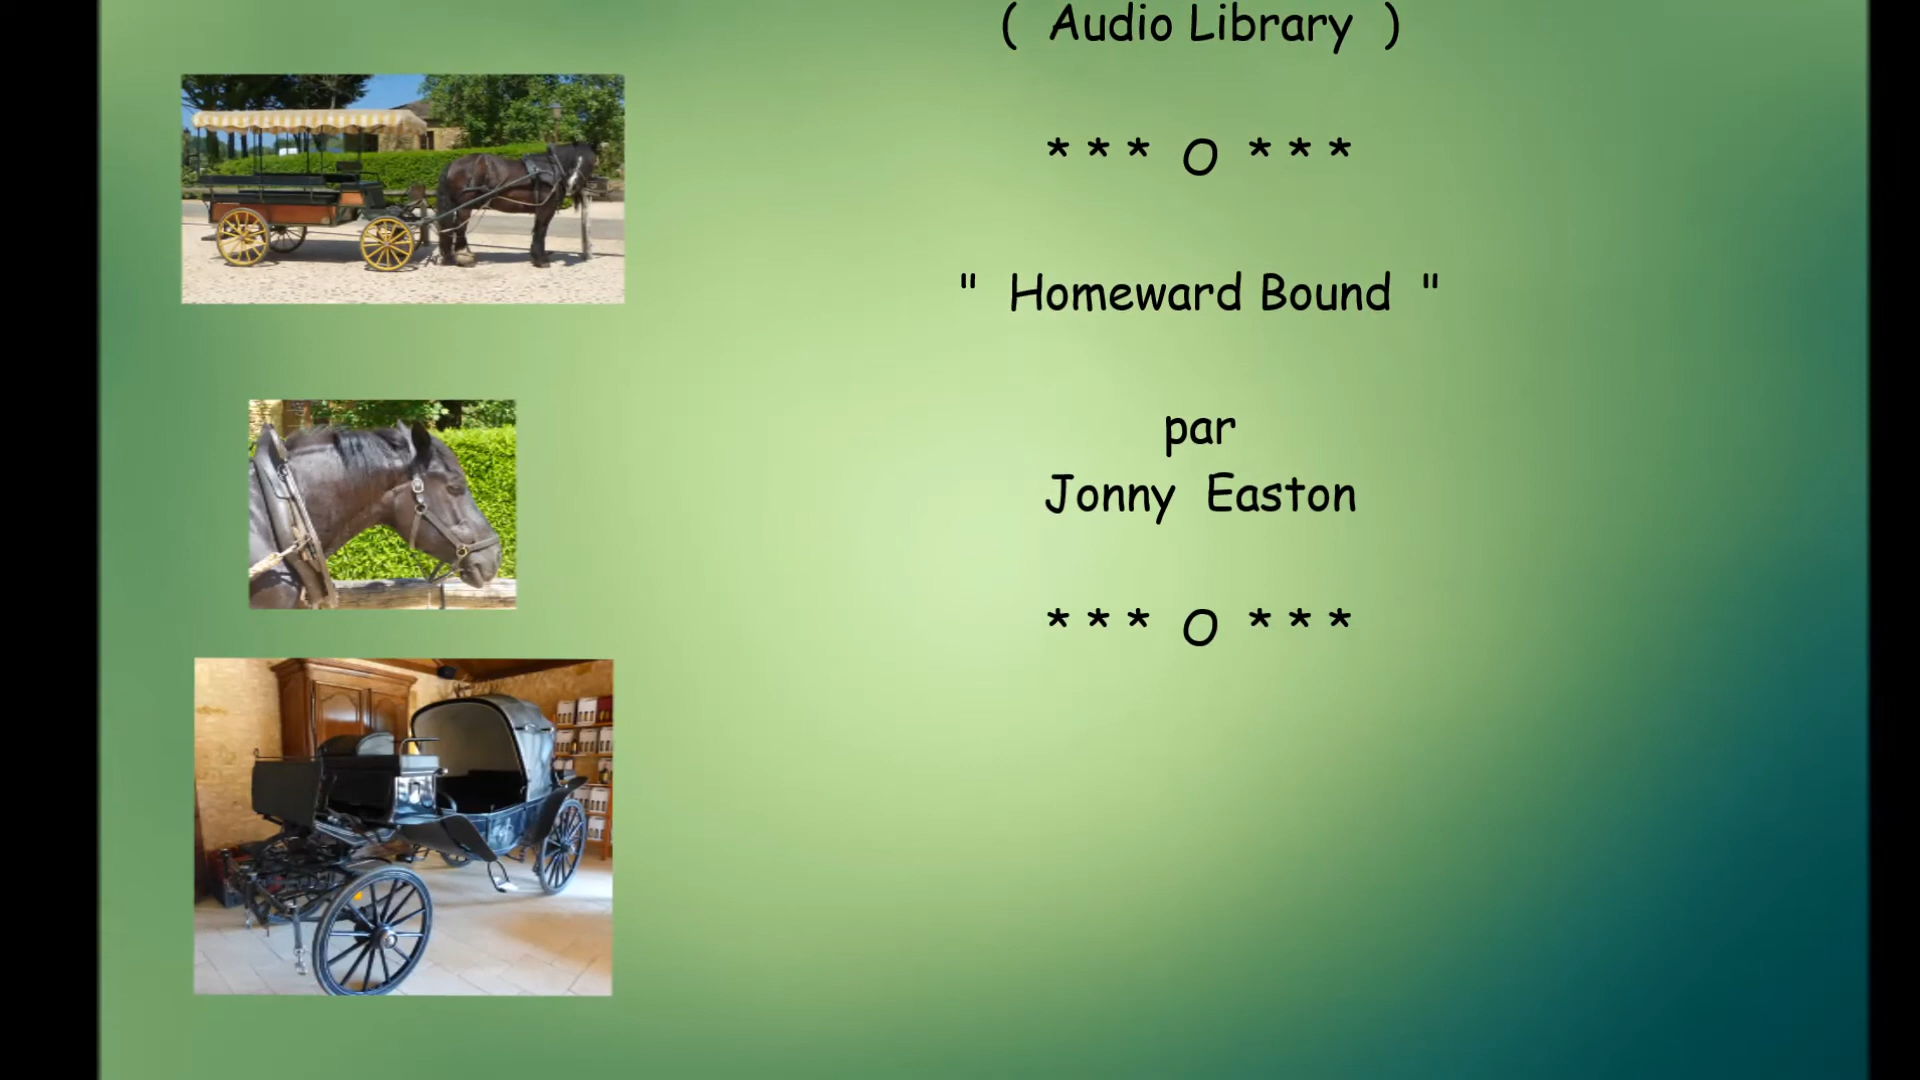 ( Audio Library )
* * * O * * *
" Homeward Bound "
par
Jonny Easton
* * * O * * *